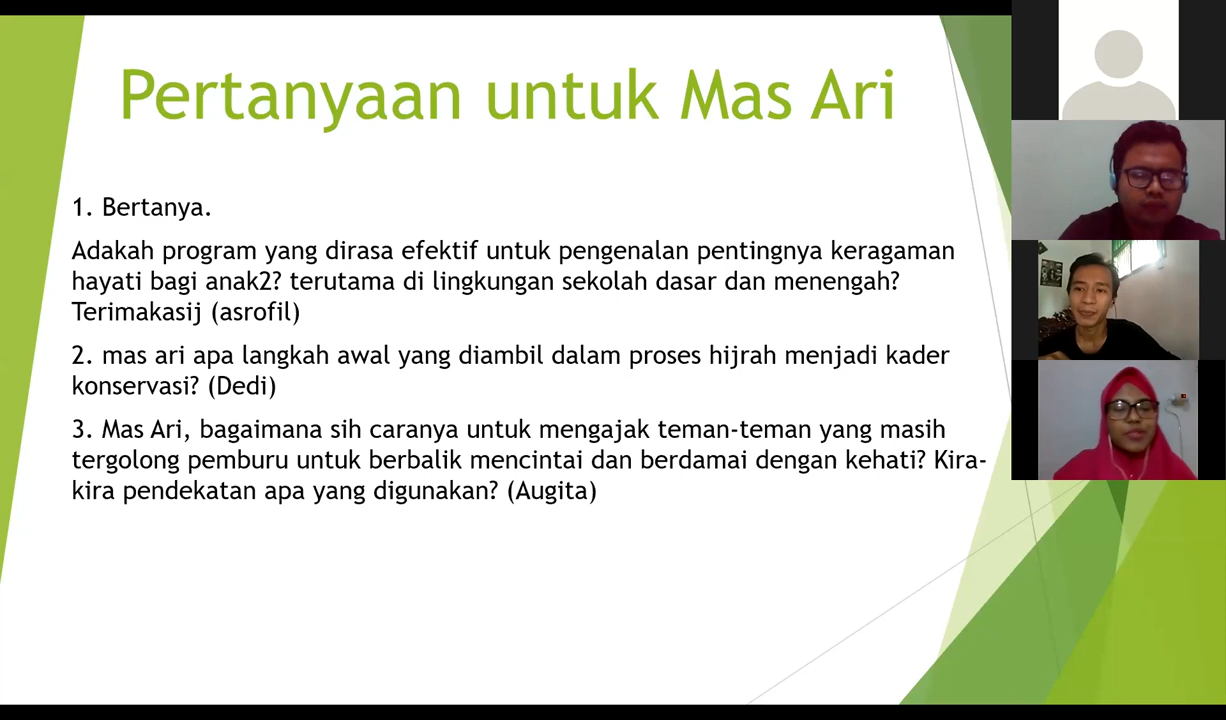 Pertanyaan untuk Mas Ari
1. Bertanya.
Adakah program yang dirasa efektif untuk pengenalan pentingnya keragaman
hayati bagi anak2? terutama di lingkungan sekolah dasar dan menengah?
Terimakasij (asrofil)
2. mas ari apa langkah awal yang diambil dalam proses hijrah menjadi kader
konservasi? (Dedi)
3. Mas Ari, bagaimana sih caranya untuk mengajak teman-teman yang masih
tergolong pemburu untuk berbalik mencintai dan berdamai dengan kehati? Kira-
kira pendekatan apa yang digunakan? (Augita)